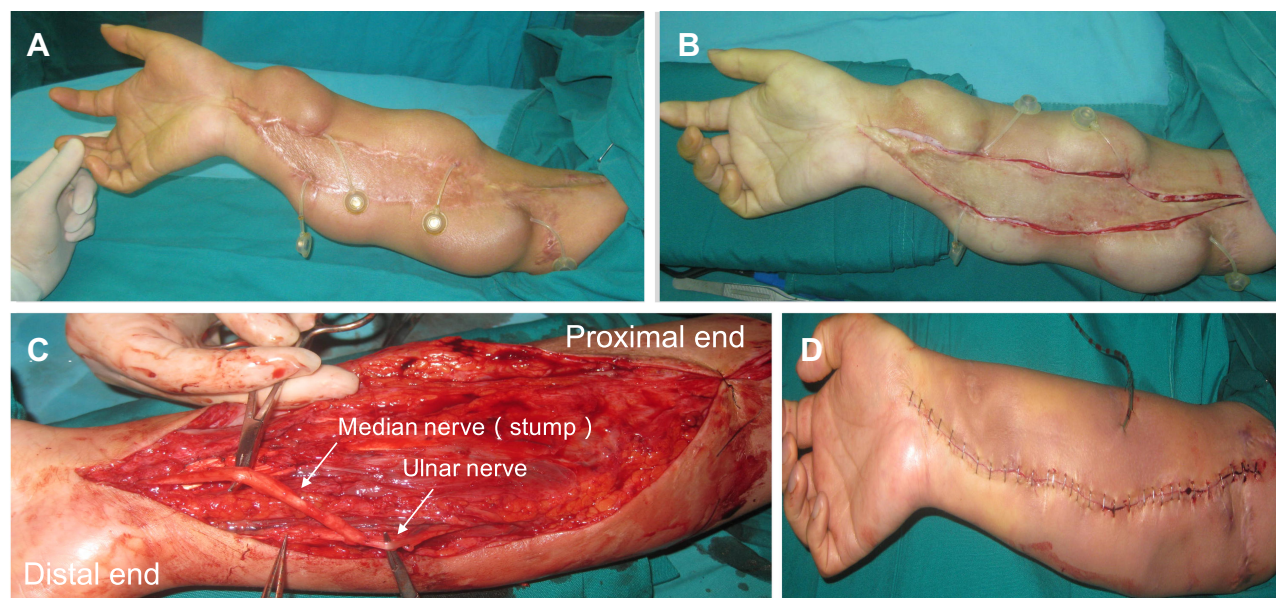 A
B
C
Proximal end
Median nerve ( stump )
Ulnar nerve
Distal end
D